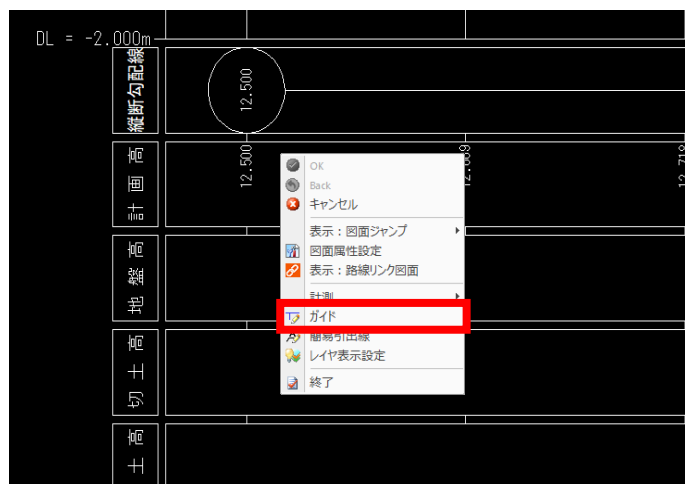 DL = -2.000m
縦断勾配線
12.500
計画高
12.500
12.718
地盤高
切土高
土高
OK
Back
キャンセル
表示：図面ジャンプ
図面属性設定
表示：路線リンク図面
計測
ガイド
簡易引出線
レイヤ表示設定
終了